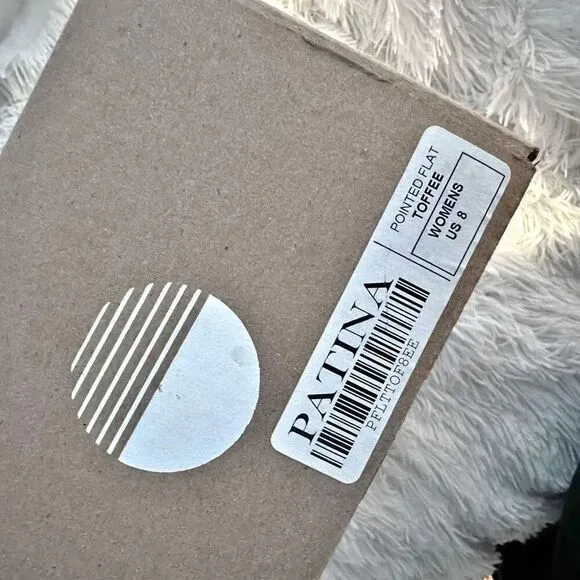 POINTED FLAT
TOFFEE
WOMENS
US 8
PATINA
PFLTTOF8EE